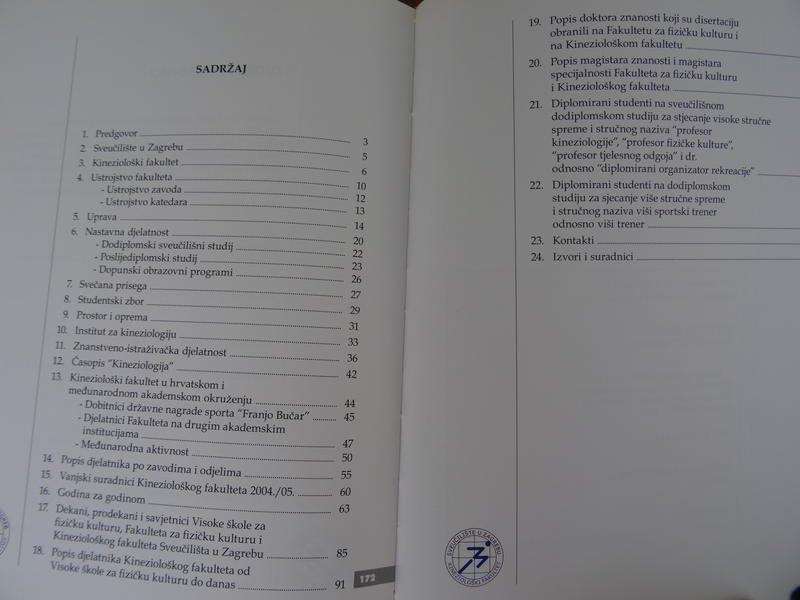 SADRŽAJ
1. Predgovor 3
2. Sveučilište u Zagrebu 5
3. Kineziološki fakultet 6
4. Ustrojstvo fakulteta 10
- Ustrojstvo zavoda 12
- Ustrojstvo katedara 13
5. Uprava 14
6. Nastavna djelatnost 20
- Dodiplomski sveučilišni studij 22
- Poslijediplomski studij 23
- Dopunski obrazovni programi 26
7. Svečana prisega 27
8. Studentski zbor 29
9. Prostor i oprema 31
10. Institut za kineziologiju 33
11. Znanstveno-istraživačka djelatnost 36
12. Časopis "Kineziologija" 42
13. Kineziološki fakultet u hrvatskom i
međunarodnom akademskom okruženju 44
- Dobitnici državne nagrade sporta "Franjo Bučar" 45
- Djelatnici Fakulteta na drugim akademskim
institucijama 47
- Međunarodna aktivnost 50
14. Popis djelatnika po zavodima i odjelima 55
15. Vanjski suradnici Kineziološkog fakulteta 2004./05. 60
16. Godina za godinom 63
17. Dekani, prodekani i savjetnici Visoke škole za
fizičku kulturu, Fakulteta za fizičku kulturu i
Kineziološkog fakulteta Sveučilišta u Zagrebu 85
18. Popis djelatnika Kineziološkog fakulteta od
Visoke škole za fizičku kulturu do danas 91
172
19. Popis doktora znanosti koji su disertaciju
obranili na Fakultetu za fizičku kulturu i
na Kineziološkom fakultetu
20. Popis magistara znanosti i magistara
specijalnosti Fakulteta za fizičku kulturu
i Kineziološkog fakulteta
21. Diplomirani studenti na sveučilišnom
dodiplomskom studiju za stjecanje visoke stručne
spreme i stručnog naziva "profesor
kineziologije", "profesor fizičke kulture",
"profesor tjelesnog odgoja" i dr.
odnosno "diplomirani organizator rekreacije"
22. Diplomirani studenti na dodiplomskom
studiju za sjecanje više stručne spreme
i stručnog naziva viši sportski trener
odnosno viši trener
23. Kontakti
24. Izvori i suradnici
SVEUČILIŠTE U ZAGREBU
KINEZIOLOŠKI FAKULTET